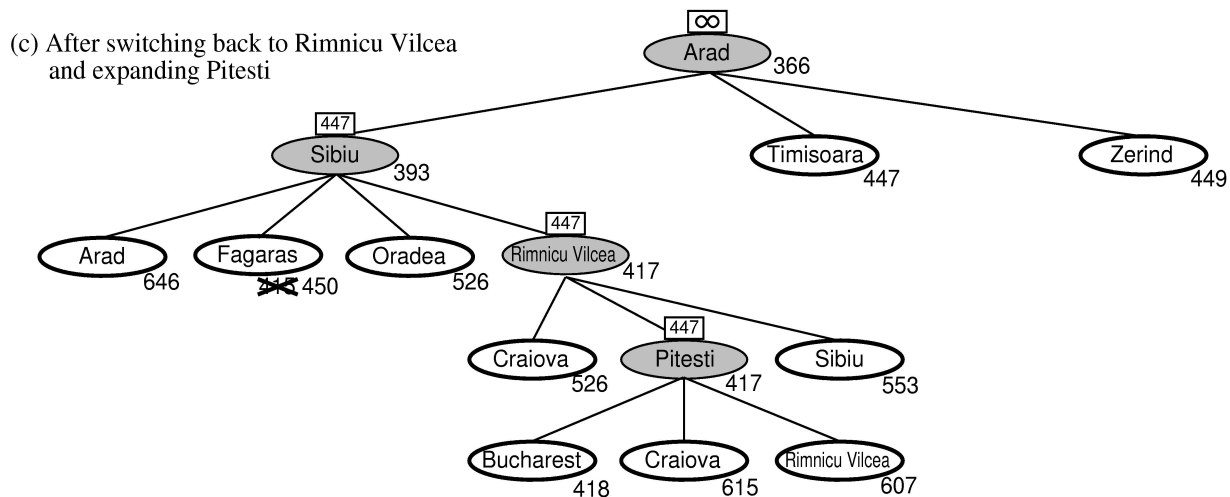 (c) After switching back to Rimnicu Vilcea
and expanding Pitesti
∞
Arad
366
447
Sibiu
393
Timisoara
447
Zerind
449
Arad
646
Fagaras
415 450
Oradea
526
447
Rimnicu Vilcea
417
Craiova
526
447
Pitesti
417
Sibiu
553
Bucharest
418
Craiova
615
Rimnicu Vilcea
607